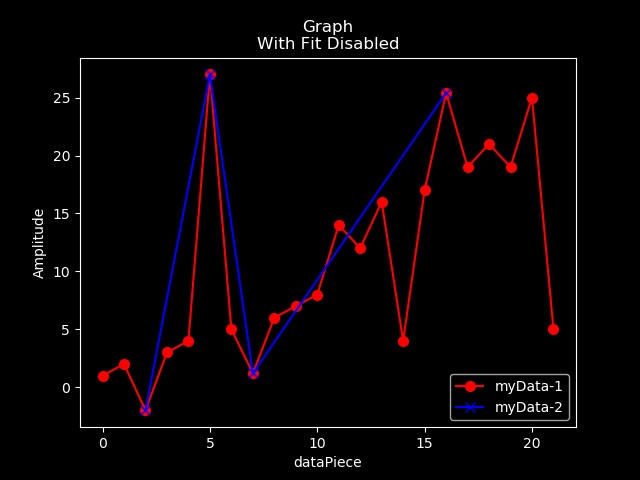 Graph
With Fit Disabled
Amplitude
25
20
15
10
5
0
0 5 10 15 20
dataPiece
myData-1
myData-2